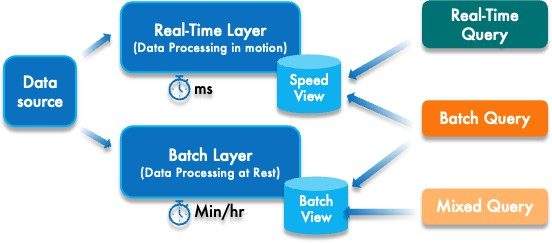 Real-Time Layer
(Data Processing in motion)
Real-Time
Query
Data
source
ms
Speed
View
Batch Query
Batch Layer
(Data Processing at Rest)
Batch
View
Mixed Query
Min/hr